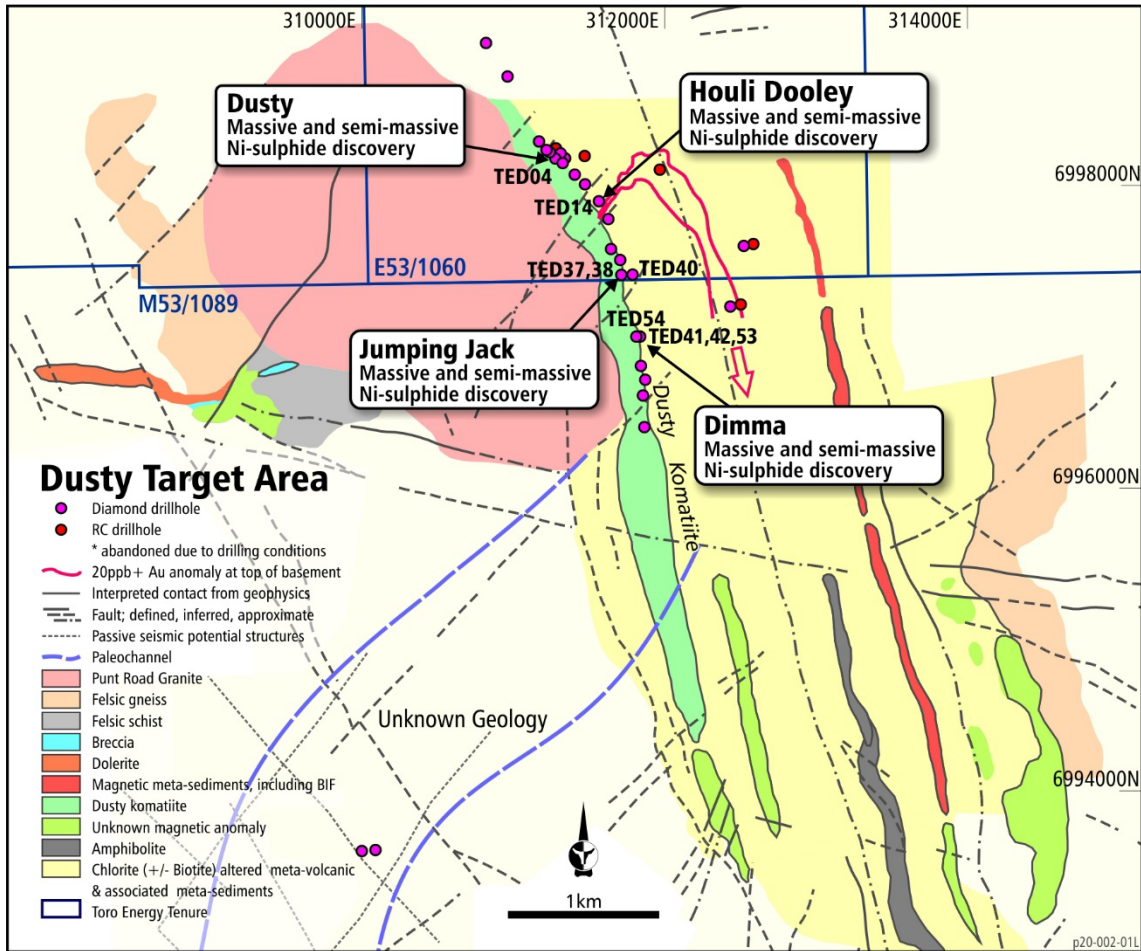 310000E
312000E
314000E
Dusty
Massive and semi-massive
Ni-sulphide discovery
Houli Dooley
Massive and semi-massive
Ni-sulphide discovery
TED04
6998000N
TED14
E53/1060
TED37,38
TED40
M53/1089
TED54
TED41,42,53
Jumping Jack
Massive and semi-massive
Ni-sulphide discovery
Dusty Komatiite
Dimma
Massive and semi-massive
Ni-sulphide discovery
6996000N
Dusty Target Area
Diamond drillhole
RC drillhole
* abandoned due to drilling conditions
20ppb+ Au anomaly at top of basement
Interpreted contact from geophysics
Fault; defined, inferred, approximate
Passive seismic potential structures
Paleochannel
Punt Road Granite
Felsic gneiss
Felsic schist
Breccia
Dolerite
Magnetic meta-sediments, including BIF
Dusty komatiite
Unknown magnetic anomaly
Amphibolite
Chlorite (+/- Biotite) altered meta-volcanic
& associated meta-sediments
Toro Energy Tenure
Unknown Geology
6994000N
1km
p20-002-01L